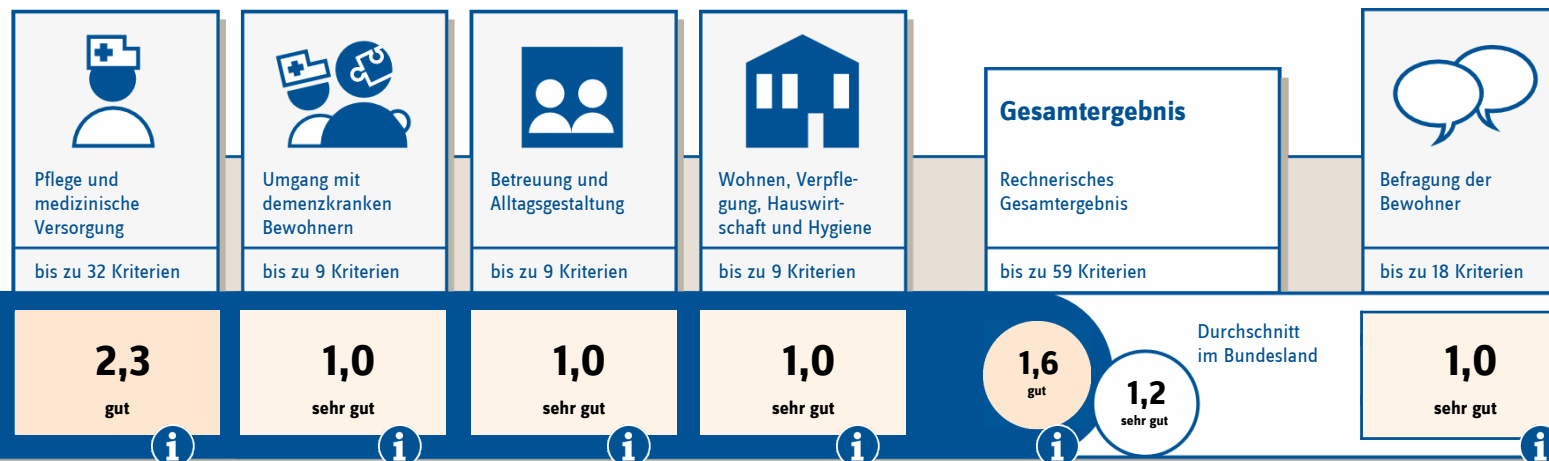 Pflege und
medizinische
Versorgung
bis zu 32 Kriterien
2,3
gut
i
Umgang mit
demenzkranken
Bewohnern
bis zu 9 Kriterien
1,0
sehr gut
i
Betreuung und
Alltagsgestaltung
bis zu 9 Kriterien
1,0
sehr gut
i
Wohnen, Verpfle-
gung, Hauswirt-
schaft und Hygiene
bis zu 9 Kriterien
1,0
sehr gut
i
Gesamtergebnis
Rechnerisches
Gesamtergebnis
bis zu 59 Kriterien
1,6
gut
i
Durchschnitt
im Bundesland
1,2
sehr gut
Befragung der
Bewohner
bis zu 18 Kriterien
1,0
sehr gut
i